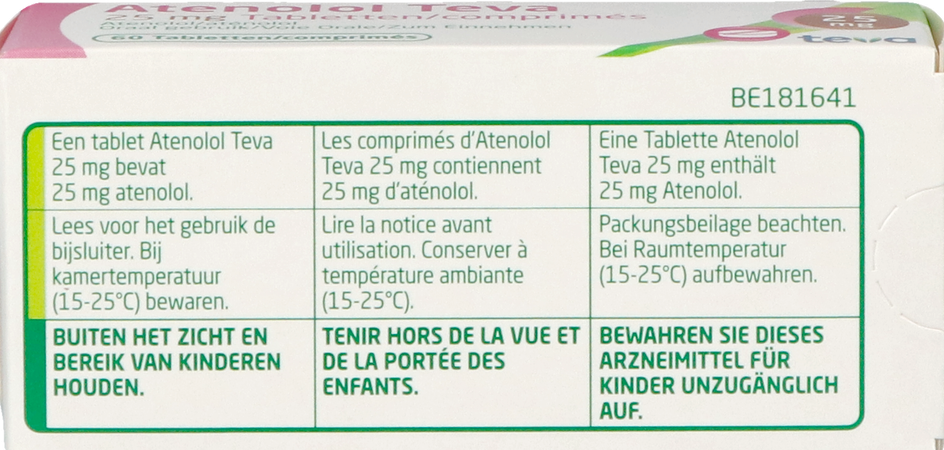 Atenolol Teva
25 mg Tabletten/comprimés
60 Tabletten/comprimés
25
mg
teva
BE181641
Een tablet Atenolol Teva
25 mg bevat
25 mg atenolol.
Les comprimés d'Atenolol
Teva 25 mg contiennent
25 mg d'aténolol.
Eine Tablette Atenolol
Teva 25 mg enthält
25 mg Atenolol.
Lees voor het gebruik de
bijsluiter. Bij
kamertemperatuur
(15-25°C) bewaren.
Lire la notice avant
utilisation. Conserver à
température ambiante
(15-25°C).
Packungsbeilage beachten.
Bei Raumtemperatur
(15-25°C) aufbewahren.
BUITEN HET ZICHT EN
BEREIK VAN KINDEREN
HOUDEN.
TENIR HORS DE LA VUE ET
DE LA PORTÉE DES
ENFANTS.
BEWAHREN SIE DIESES
ARZNEIMITTEL FÜR
KINDER UNZUGÄNGLICH
AUF.